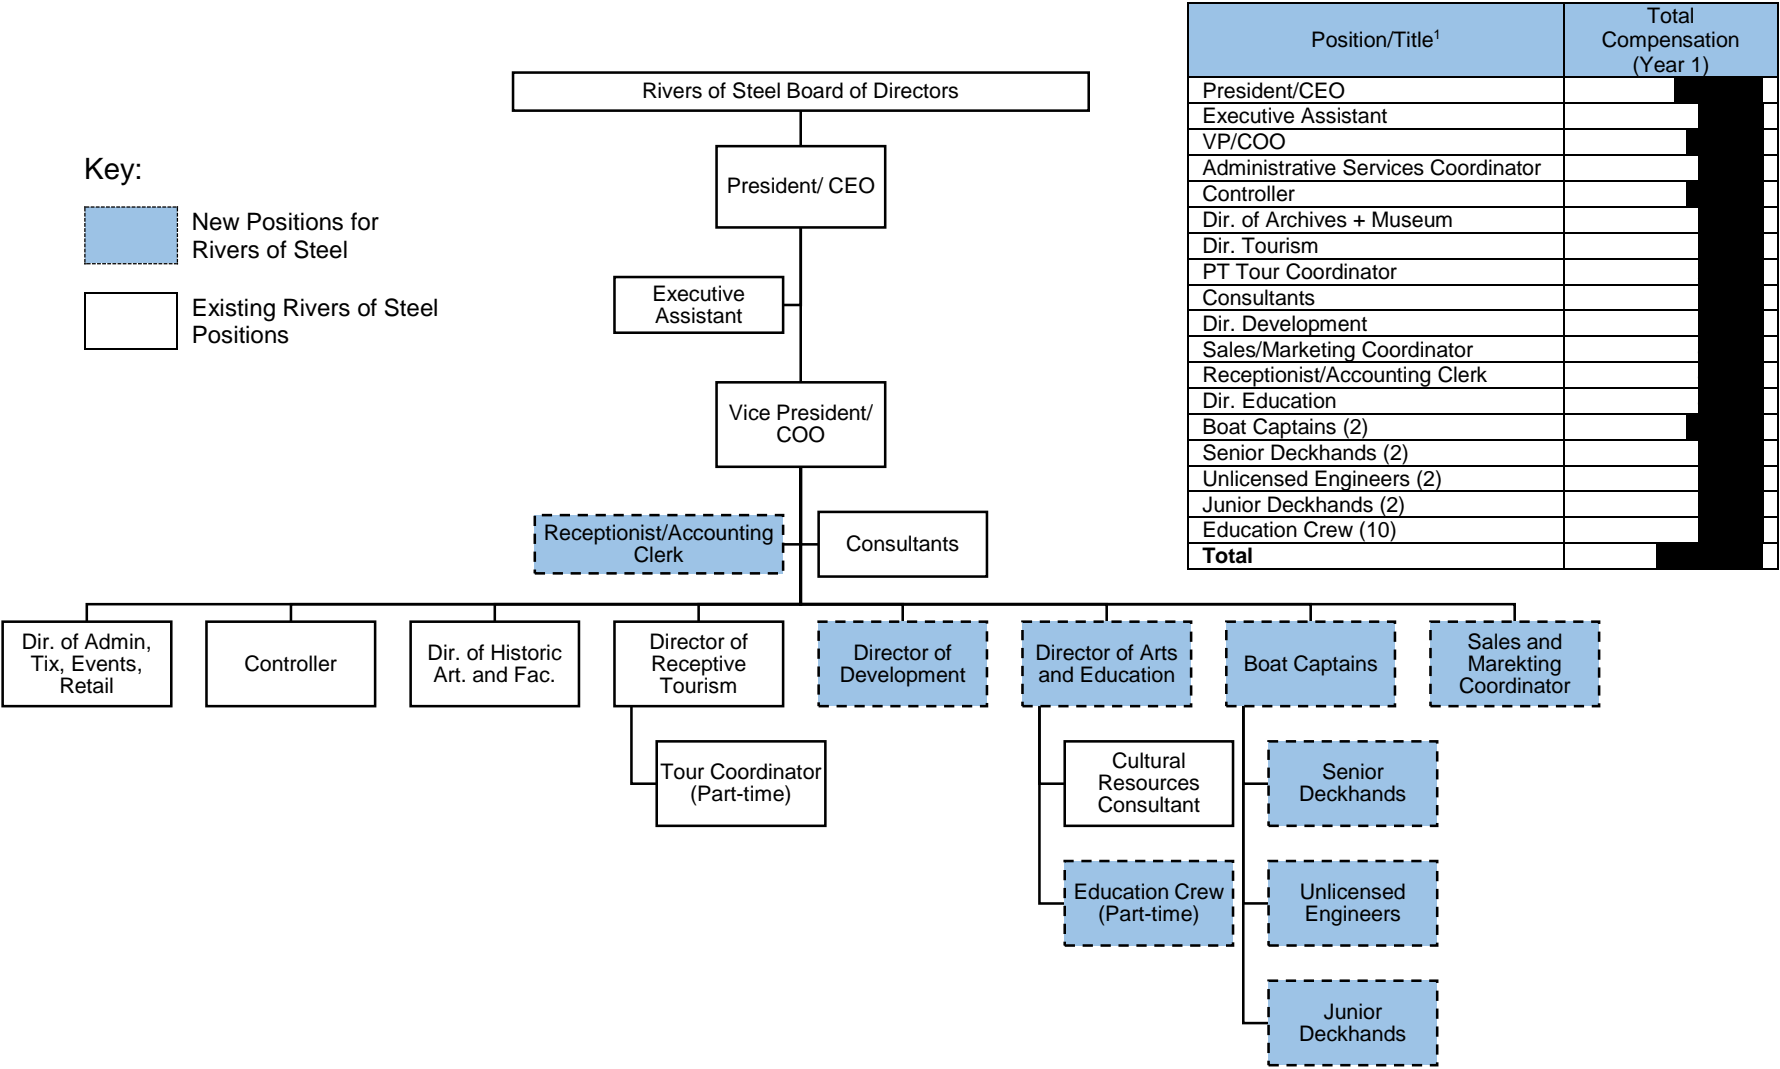 Position/Title1
Total
Compensation
(Year 1)
President/CEO
Executive Assistant
VP/COO
Administrative Services Coordinator
Controller
Dir. of Archives + Museum
Dir. Tourism
PT Tour Coordinator
Consultants
Dir. Development
Sales/Marketing Coordinator
Receptionist/Accounting Clerk
Dir. Education
Boat Captains (2)
Senior Deckhands (2)
Unlicensed Engineers (2)
Junior Deckhands (2)
Education Crew (10)
Total
Key:
New Positions for
Rivers of Steel
Existing Rivers of Steel
Positions
Rivers of Steel Board of Directors
President/ CEO
Executive
Assistant
Vice President/
COO
Receptionist/Accounting
Clerk
Consultants
Dir. of Admin,
Tix, Events,
Retail
Controller
Dir. of Historic
Art. and Fac.
Director of
Receptive
Tourism
Director of
Development
Director of Arts
and Education
Boat Captains
Sales and
Marekting
Coordinator
Tour Coordinator
(Part-time)
Cultural
Resources
Consultant
Senior
Deckhands
Education Crew
(Part-time)
Unlicensed
Engineers
Junior
Deckhands